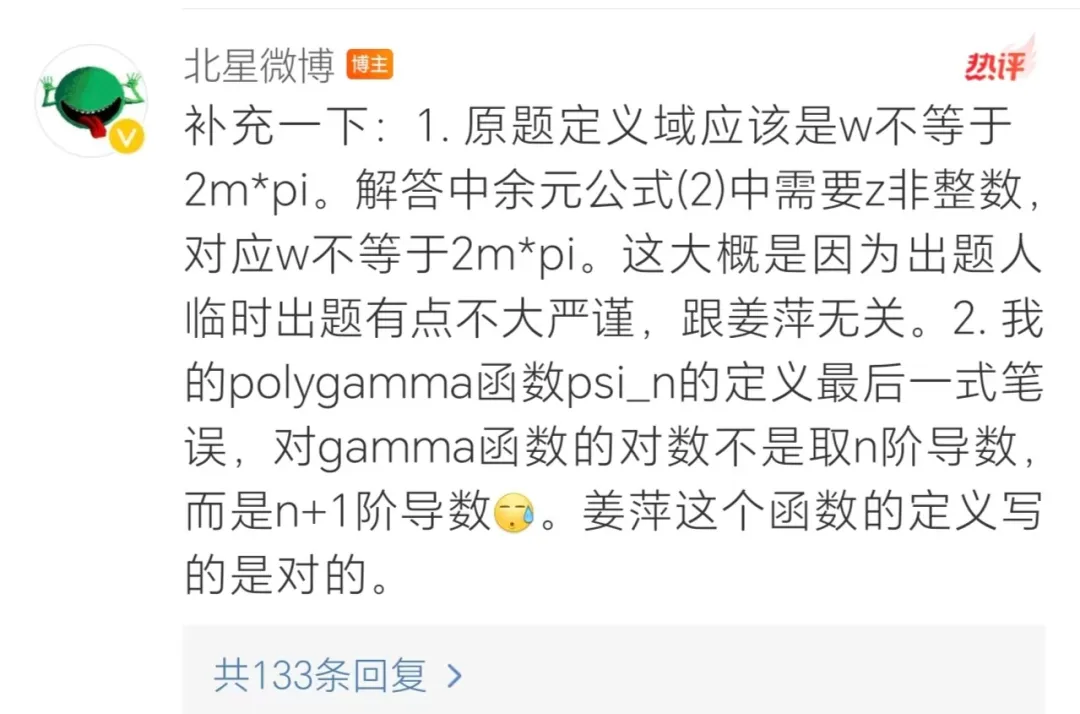 北星微博 博主 热评
补充一下：1. 原题定义域应该是w不等于
2m*pi。解答中余元公式(2)中需要z非整数，
对应w不等于2m*pi。这大概是因为出题人
临时出题有点不大严谨，跟姜萍无关。2. 我
的polygamma函数psi_n的定义最后一式笔
误，对gamma函数的对数不是取n阶导数，
而是n+1阶导数😓。姜萍这个函数的定义写
的是对的。
共133条回复 >